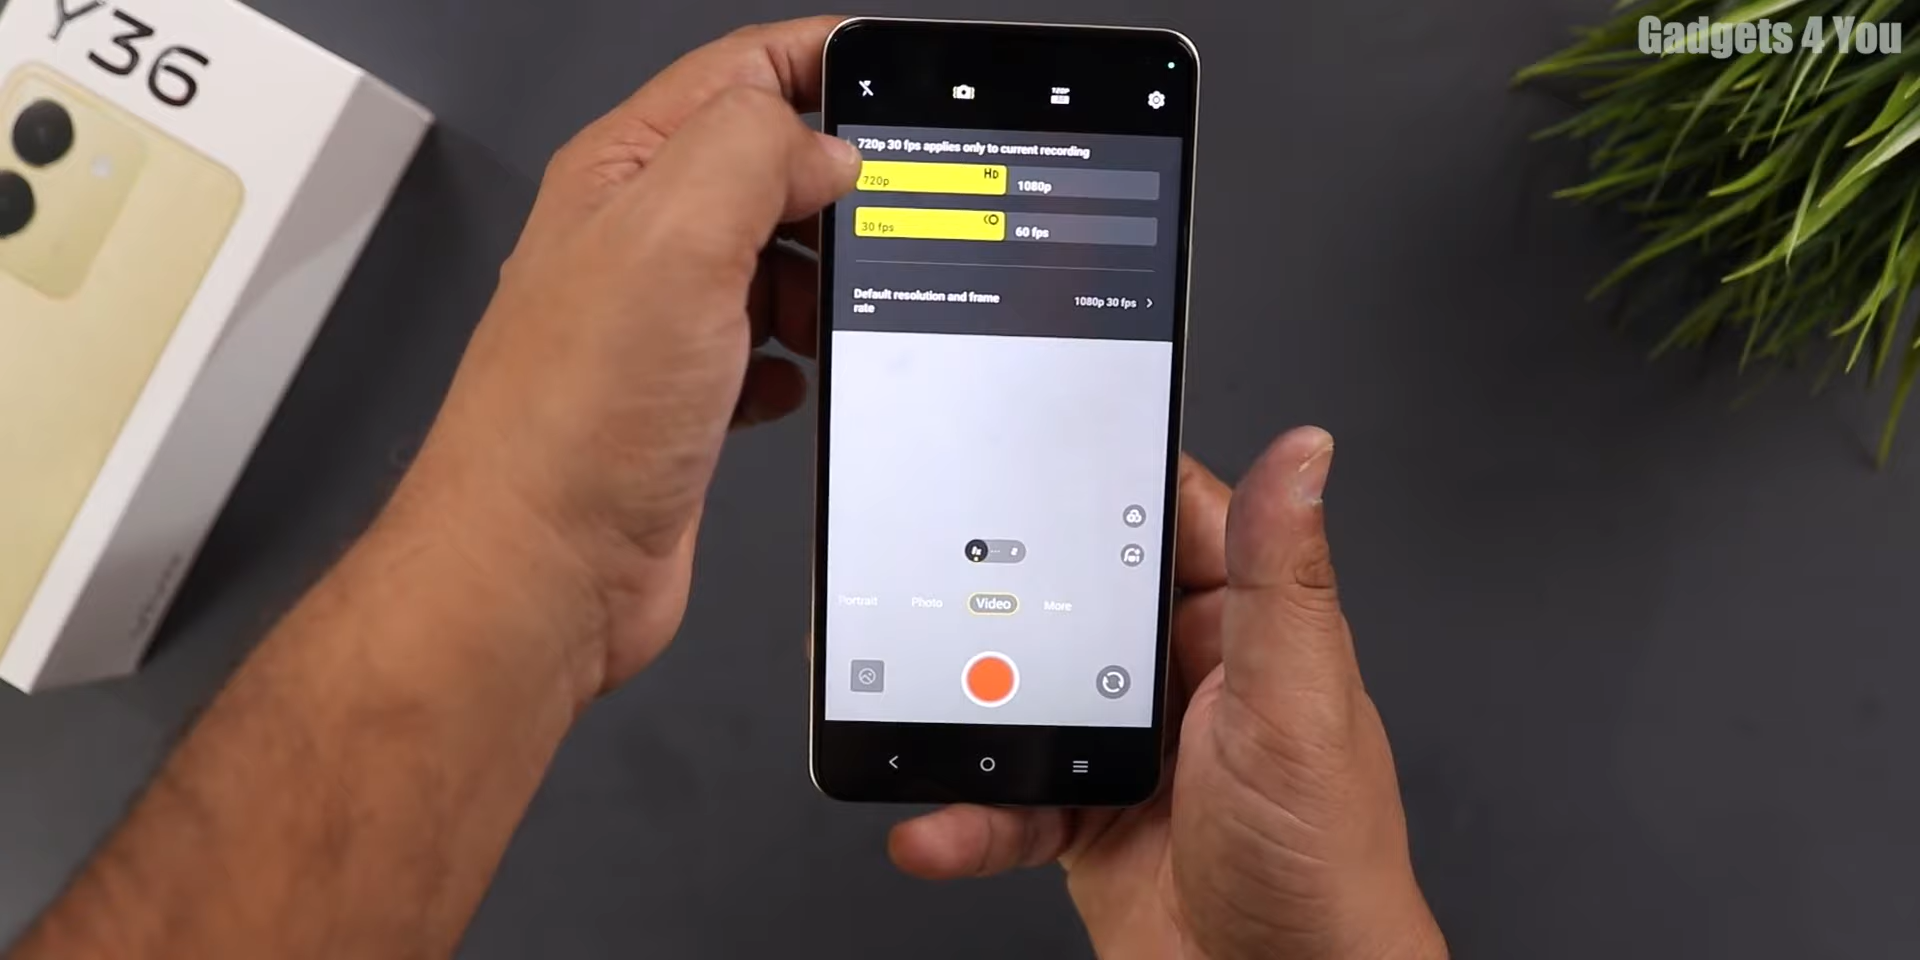 Y36
Gadgets 4 You
720P
720p 30 fps applies only to current recording
720p HD 1080p
30 fps 60 fps
Default resolution and frame
rate
1080p 30 fps
Portrait Photo Video More